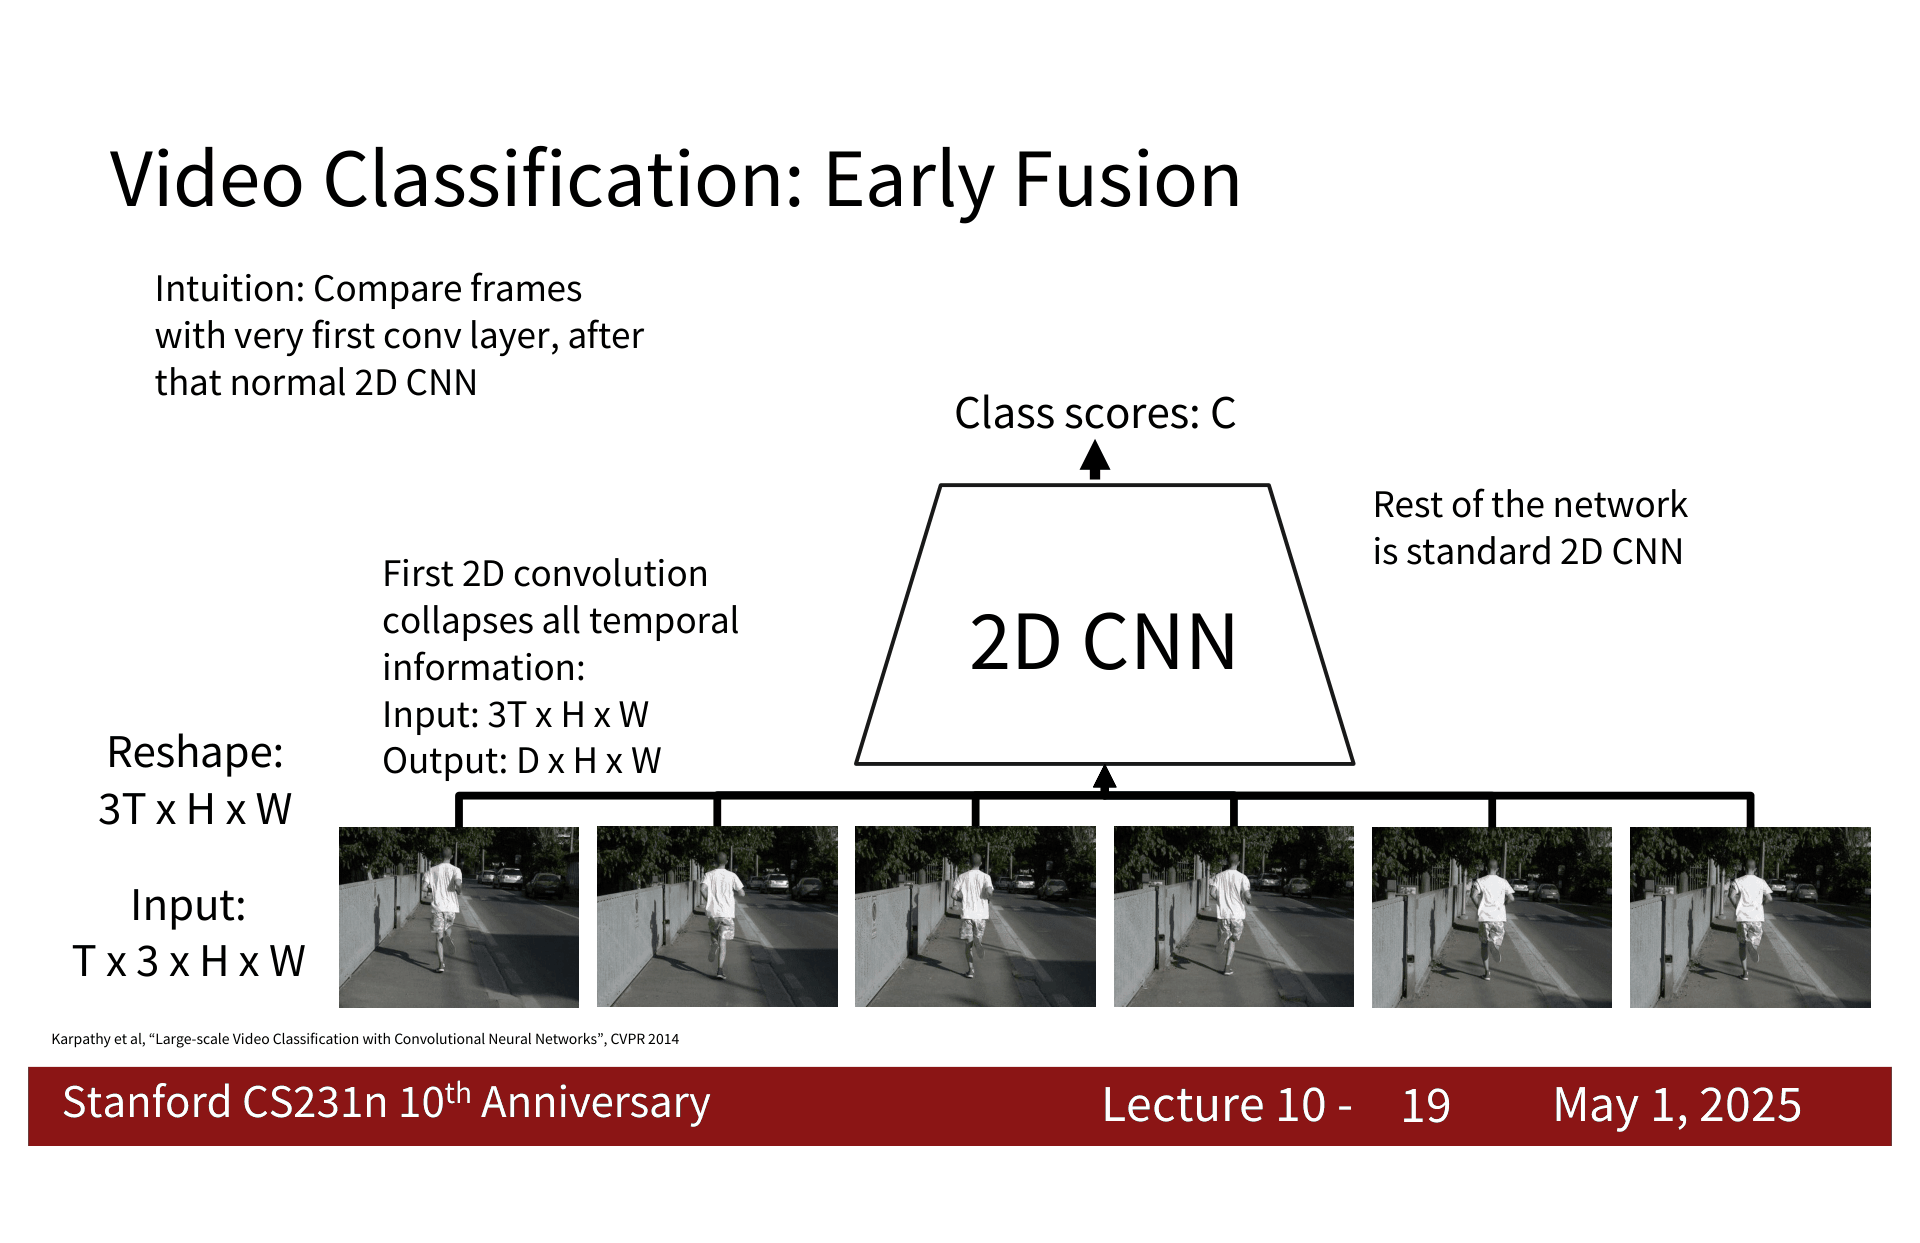 Video Classification: Early Fusion
Intuition: Compare frames
with very first conv layer, after
that normal 2D CNN
Class scores: C
Rest of the network
is standard 2D CNN
2D CNN
First 2D convolution
collapses all temporal
information:
Input: 3T x H x W
Output: D x H x W
Reshape:
3T x H x W
Input:
T x 3 x H x W
Karpathy et al, “Large-scale Video Classification with Convolutional Neural Networks”, CVPR 2014
Stanford CS231n 10th Anniversary
Lecture 10 - 19
May 1, 2025